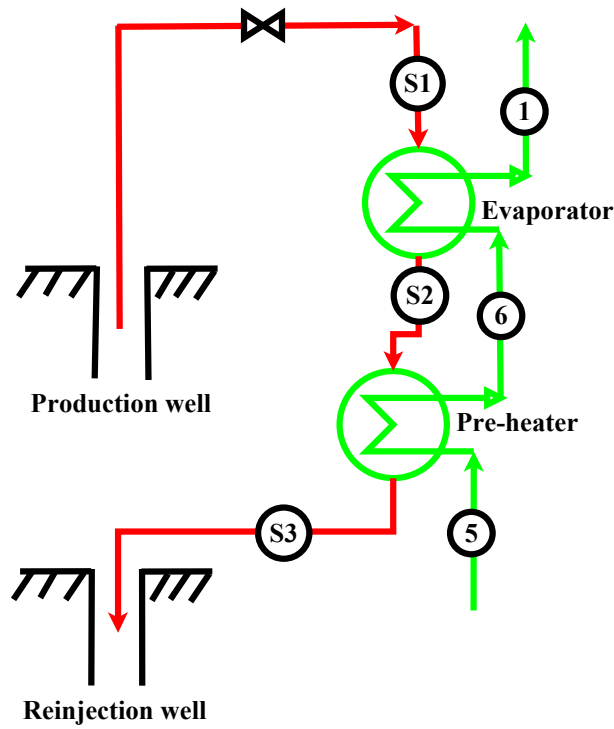 S1
1
Evaporator
S2
6
Production well
Pre-heater
S3
5
Reinjection well